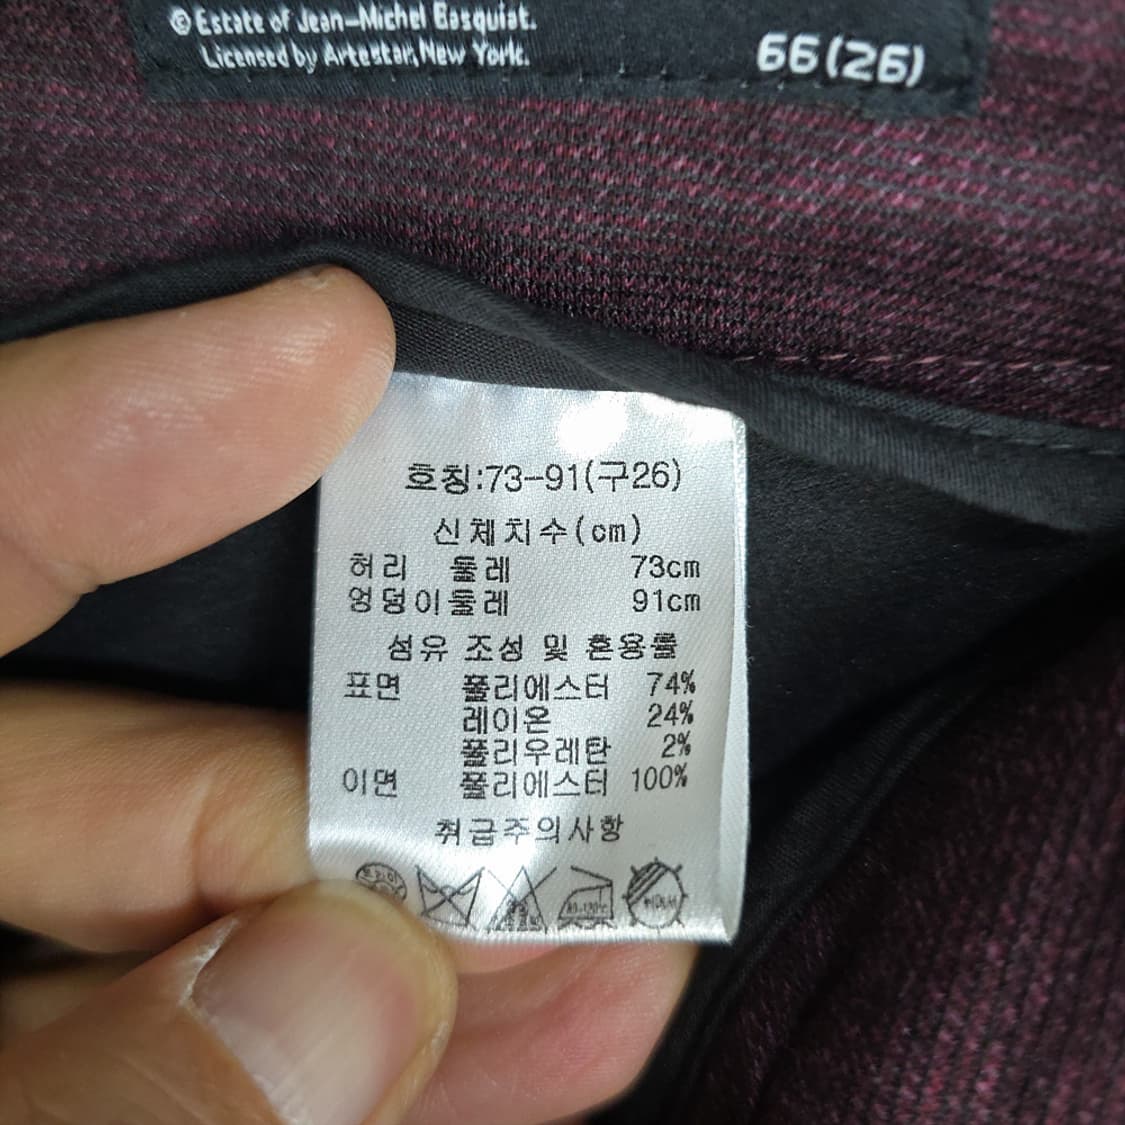 © Estate of Jean-Michel Basquiat.
Licensed by Artestar, New York.
66(26)
호칭:73-91(구26)
신체치수(cm)
허리 둘레 73cm
엉덩이둘레 91cm
섬유 조성 및 혼용률
표면 폴리에스터 74%
레이온 24%
폴리우레탄 2%
이면 폴리에스터 100%
취급주의사항
드라이